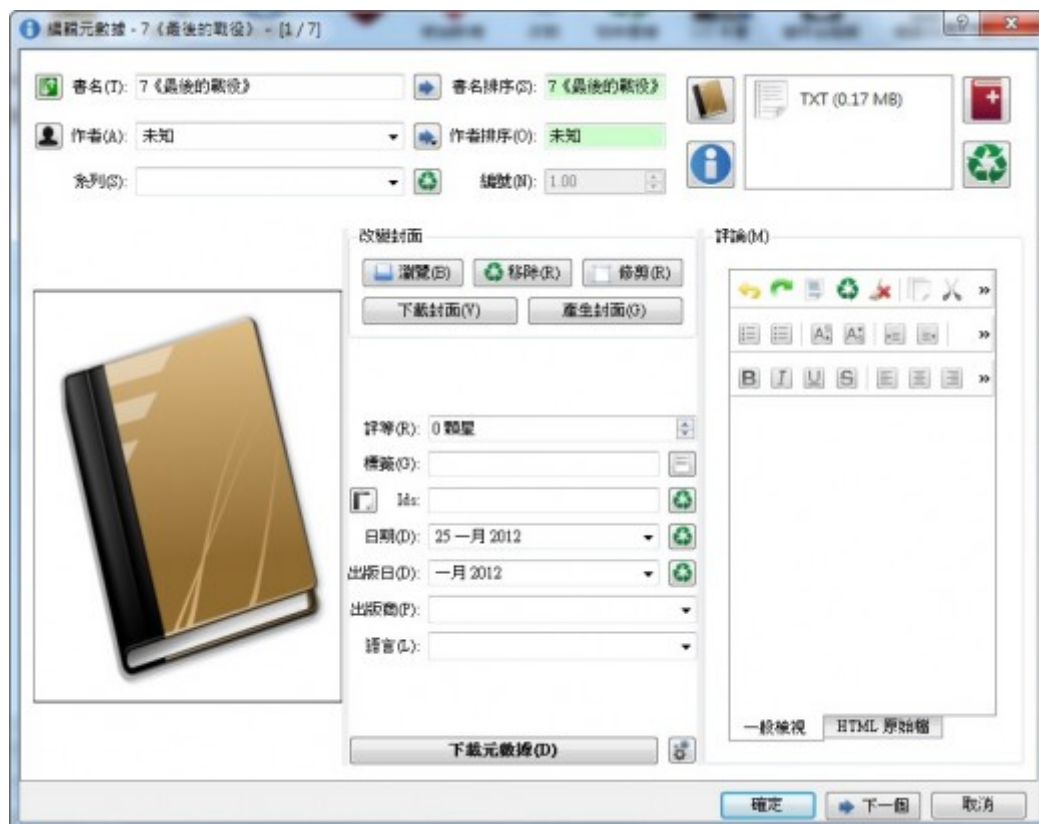 編輯元數據 - 7《最後的戰役》 - [1 / 7]
書名(T): 7《最後的戰役》 書名排序(S): 7《最後的戰役》
TXT (0.17 MB)
作者(A): 未知 作者排序(O): 未知
系列(S): 編號(N): 1.00
改變封面
瀏覽(B) 移除(R) 修剪(R)
下載封面(V) 產生封面(G)
評等(R): 0 顆星
標籤(G):
Ids:
日期(D): 25 一月 2012
出版日(D): 一月 2012
出版商(P):
語言(L):
下載元數據(D)
評論(M)
B I U S
一般檢視 HTML 原始檔
確定 下一個 取消